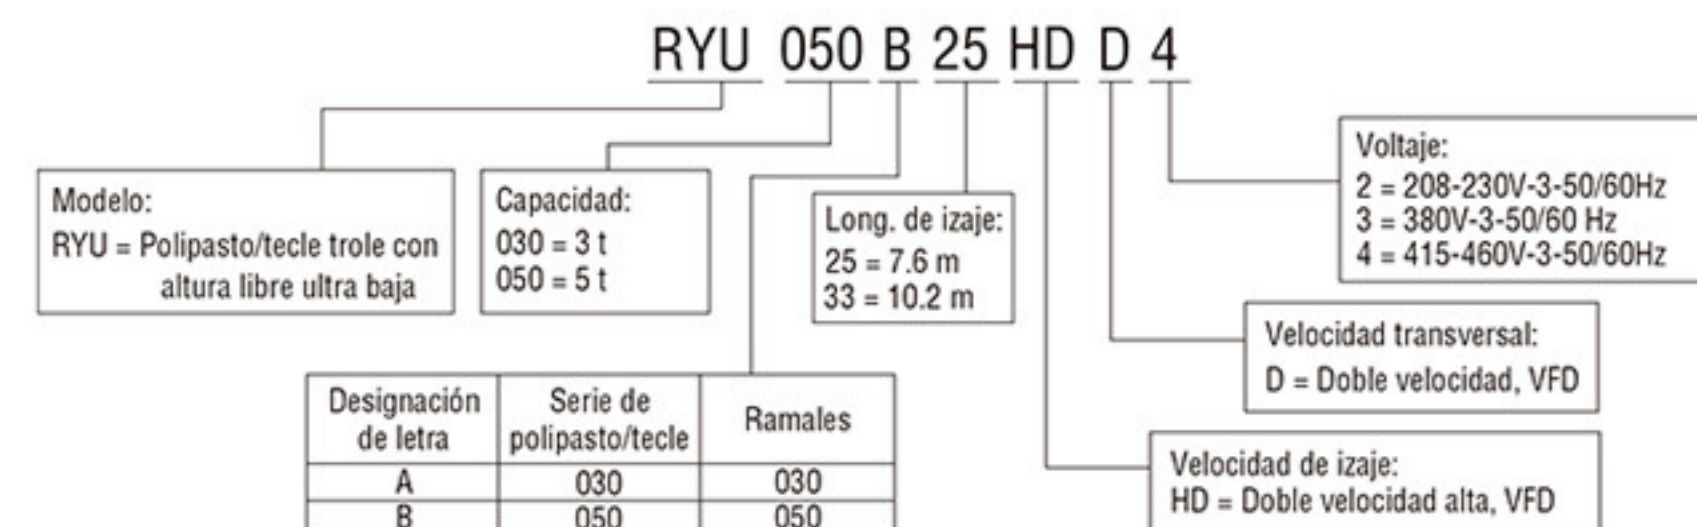 RYU 050 B 25 HD D 4
Modelo:
RYU = Polipasto/tecle trole con
altura libre ultra baja
Capacidad:
030 = 3 t
050 = 5 t
Long. de izaje:
25 = 7.6 m
33 = 10.2 m
Voltaje:
2 = 208-230V-3-50/60Hz
3 = 380V-3-50/60 Hz
4 = 415-460V-3-50/60Hz
Velocidad transversal:
D = Doble velocidad, VFD
Velocidad de izaje:
HD = Doble velocidad alta, VFD
Designación de letra Serie de polipasto/tecle Ramales
A 030 030
B 050 050